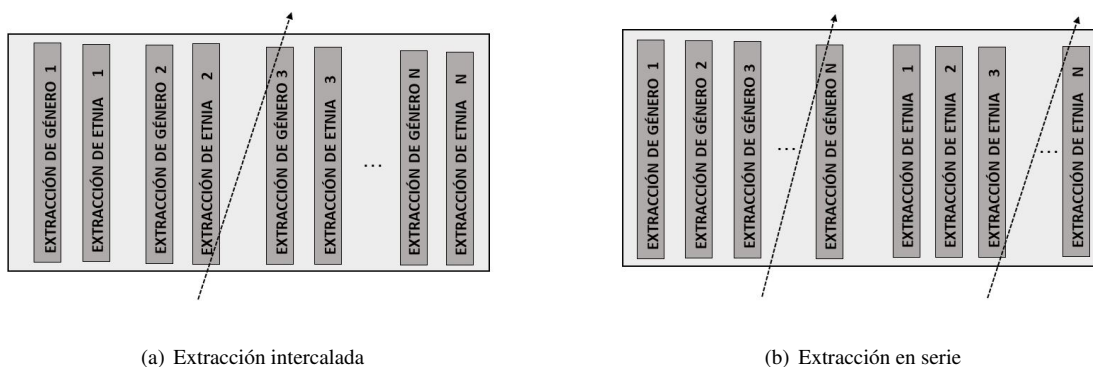 EXTRACCIÓN DE GÉNERO 1
EXTRACCIÓN DE ETNIA 1
EXTRACCIÓN DE GÉNERO 2
EXTRACCIÓN DE ETNIA 2
EXTRACCIÓN DE GÉNERO 3
EXTRACCIÓN DE ETNIA 3
...
EXTRACCIÓN DE GÉNERO N
EXTRACCIÓN DE ETNIA N
(a) Extracción intercalada
EXTRACCIÓN DE GÉNERO 1
EXTRACCIÓN DE GÉNERO 2
EXTRACCIÓN DE GÉNERO 3
...
EXTRACCIÓN DE GÉNERO N
EXTRACCIÓN DE ETNIA 1
EXTRACCIÓN DE ETNIA 2
EXTRACCIÓN DE ETNIA 3
...
EXTRACCIÓN DE ETNIA N
(b) Extracción en serie